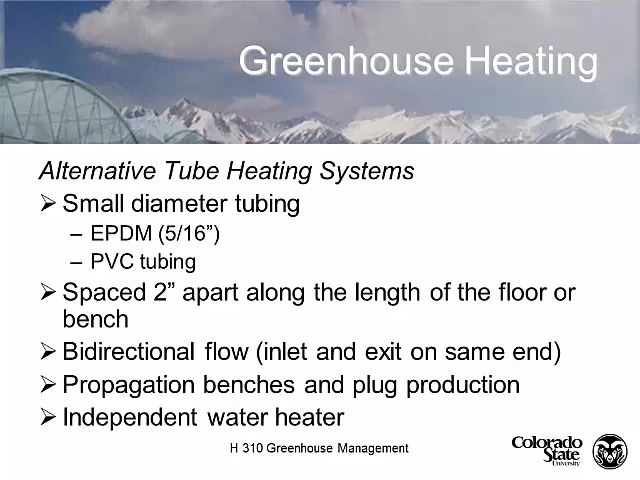 Greenhouse Heating
Alternative Tube Heating Systems
➢ Small diameter tubing
– EPDM (5/16”)
– PVC tubing
➢ Spaced 2” apart along the length of the floor or
bench
➢ Bidirectional flow (inlet and exit on same end)
➢ Propagation benches and plug production
➢ Independent water heater
H 310 Greenhouse Management
Colorado
State
University